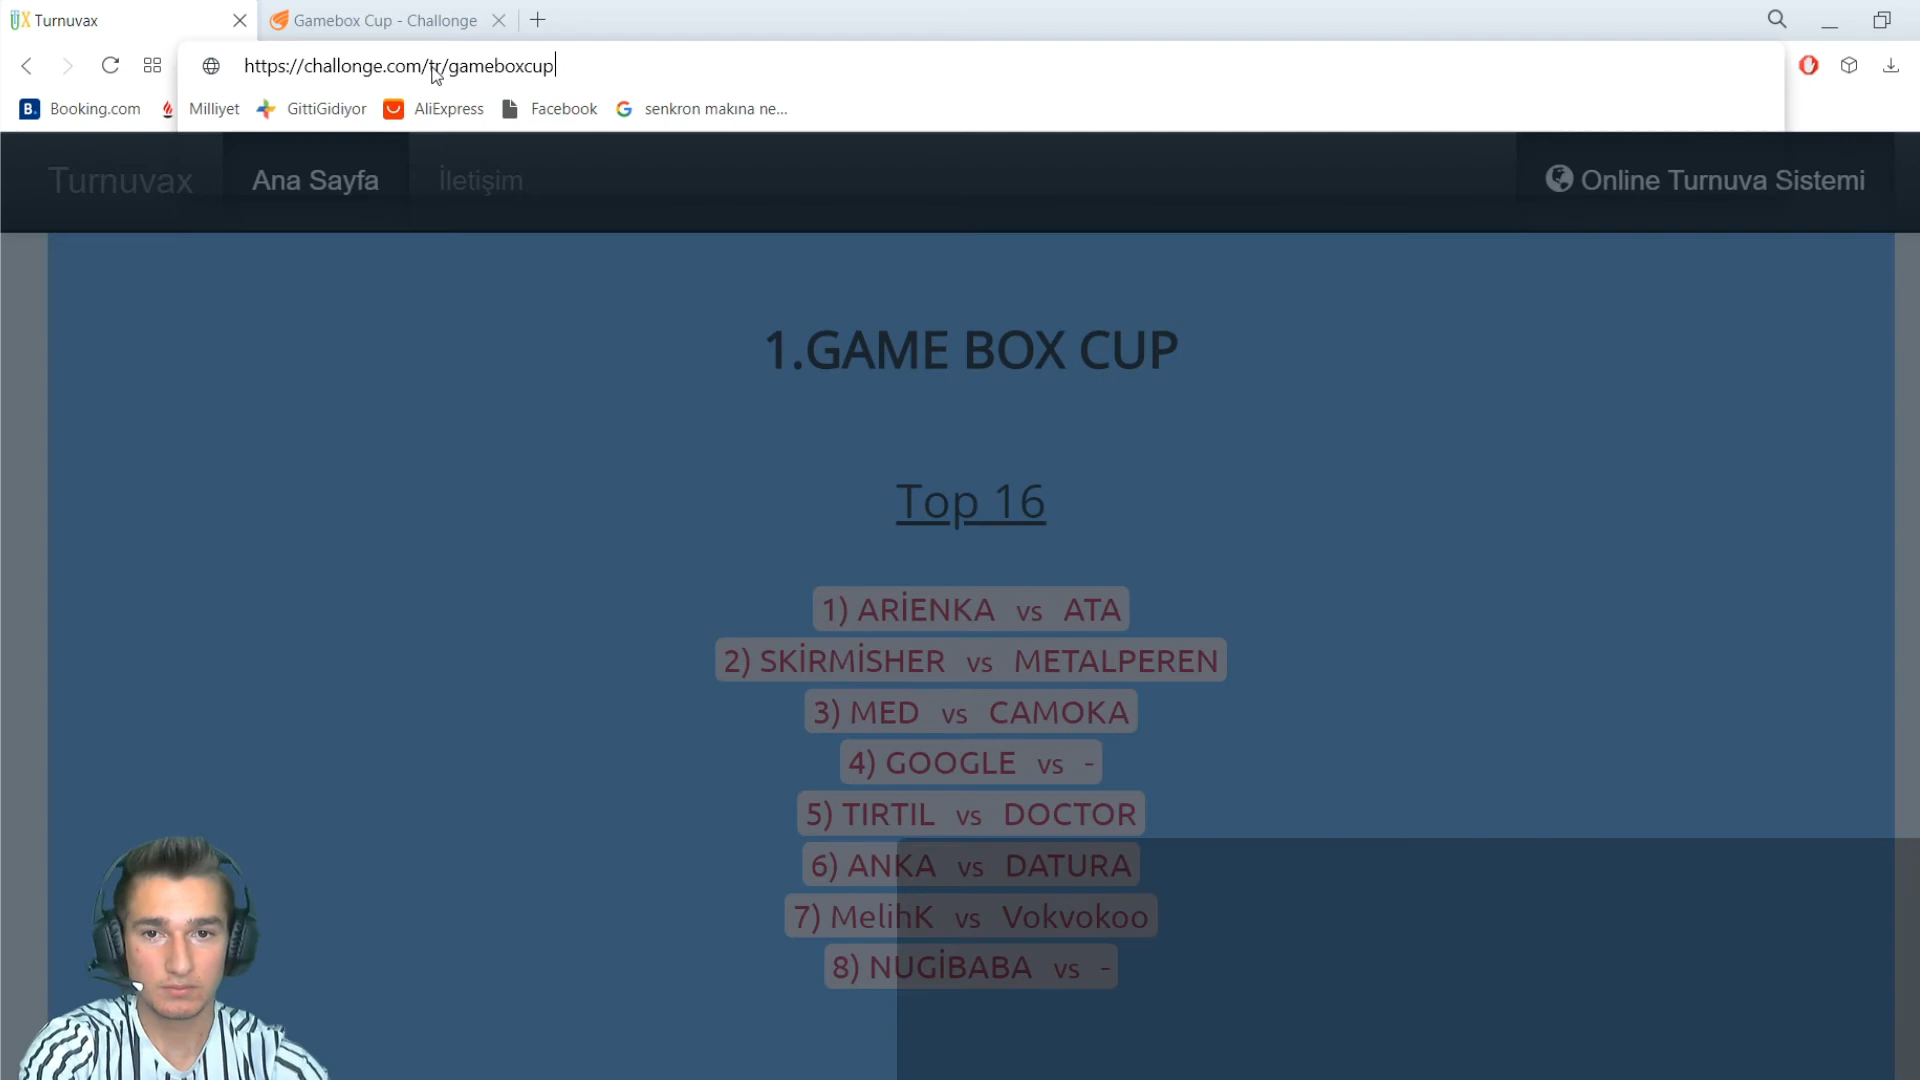 Turnuvax
Gamebox Cup - Challonge
https://challonge.com/tr/gameboxcup
B. Booking.com
Milliyet
GittiGidiyor
AliExpress
Facebook
senkron makına ne...
Turnuvax
Ana Sayfa
İletişim
Online Turnuva Sistemi
1.GAME BOX CUP
Top 16
1) ARİENKA vs ATA
2) SKİRMİSHER vs METALPEREN
3) MED vs CAMOKA
4) GOOGLE vs -
5) TIRTIL vs DOCTOR
6) ANKA vs DATURA
7) MelihK vs Vokvokoo
8) NUGİBABA vs -